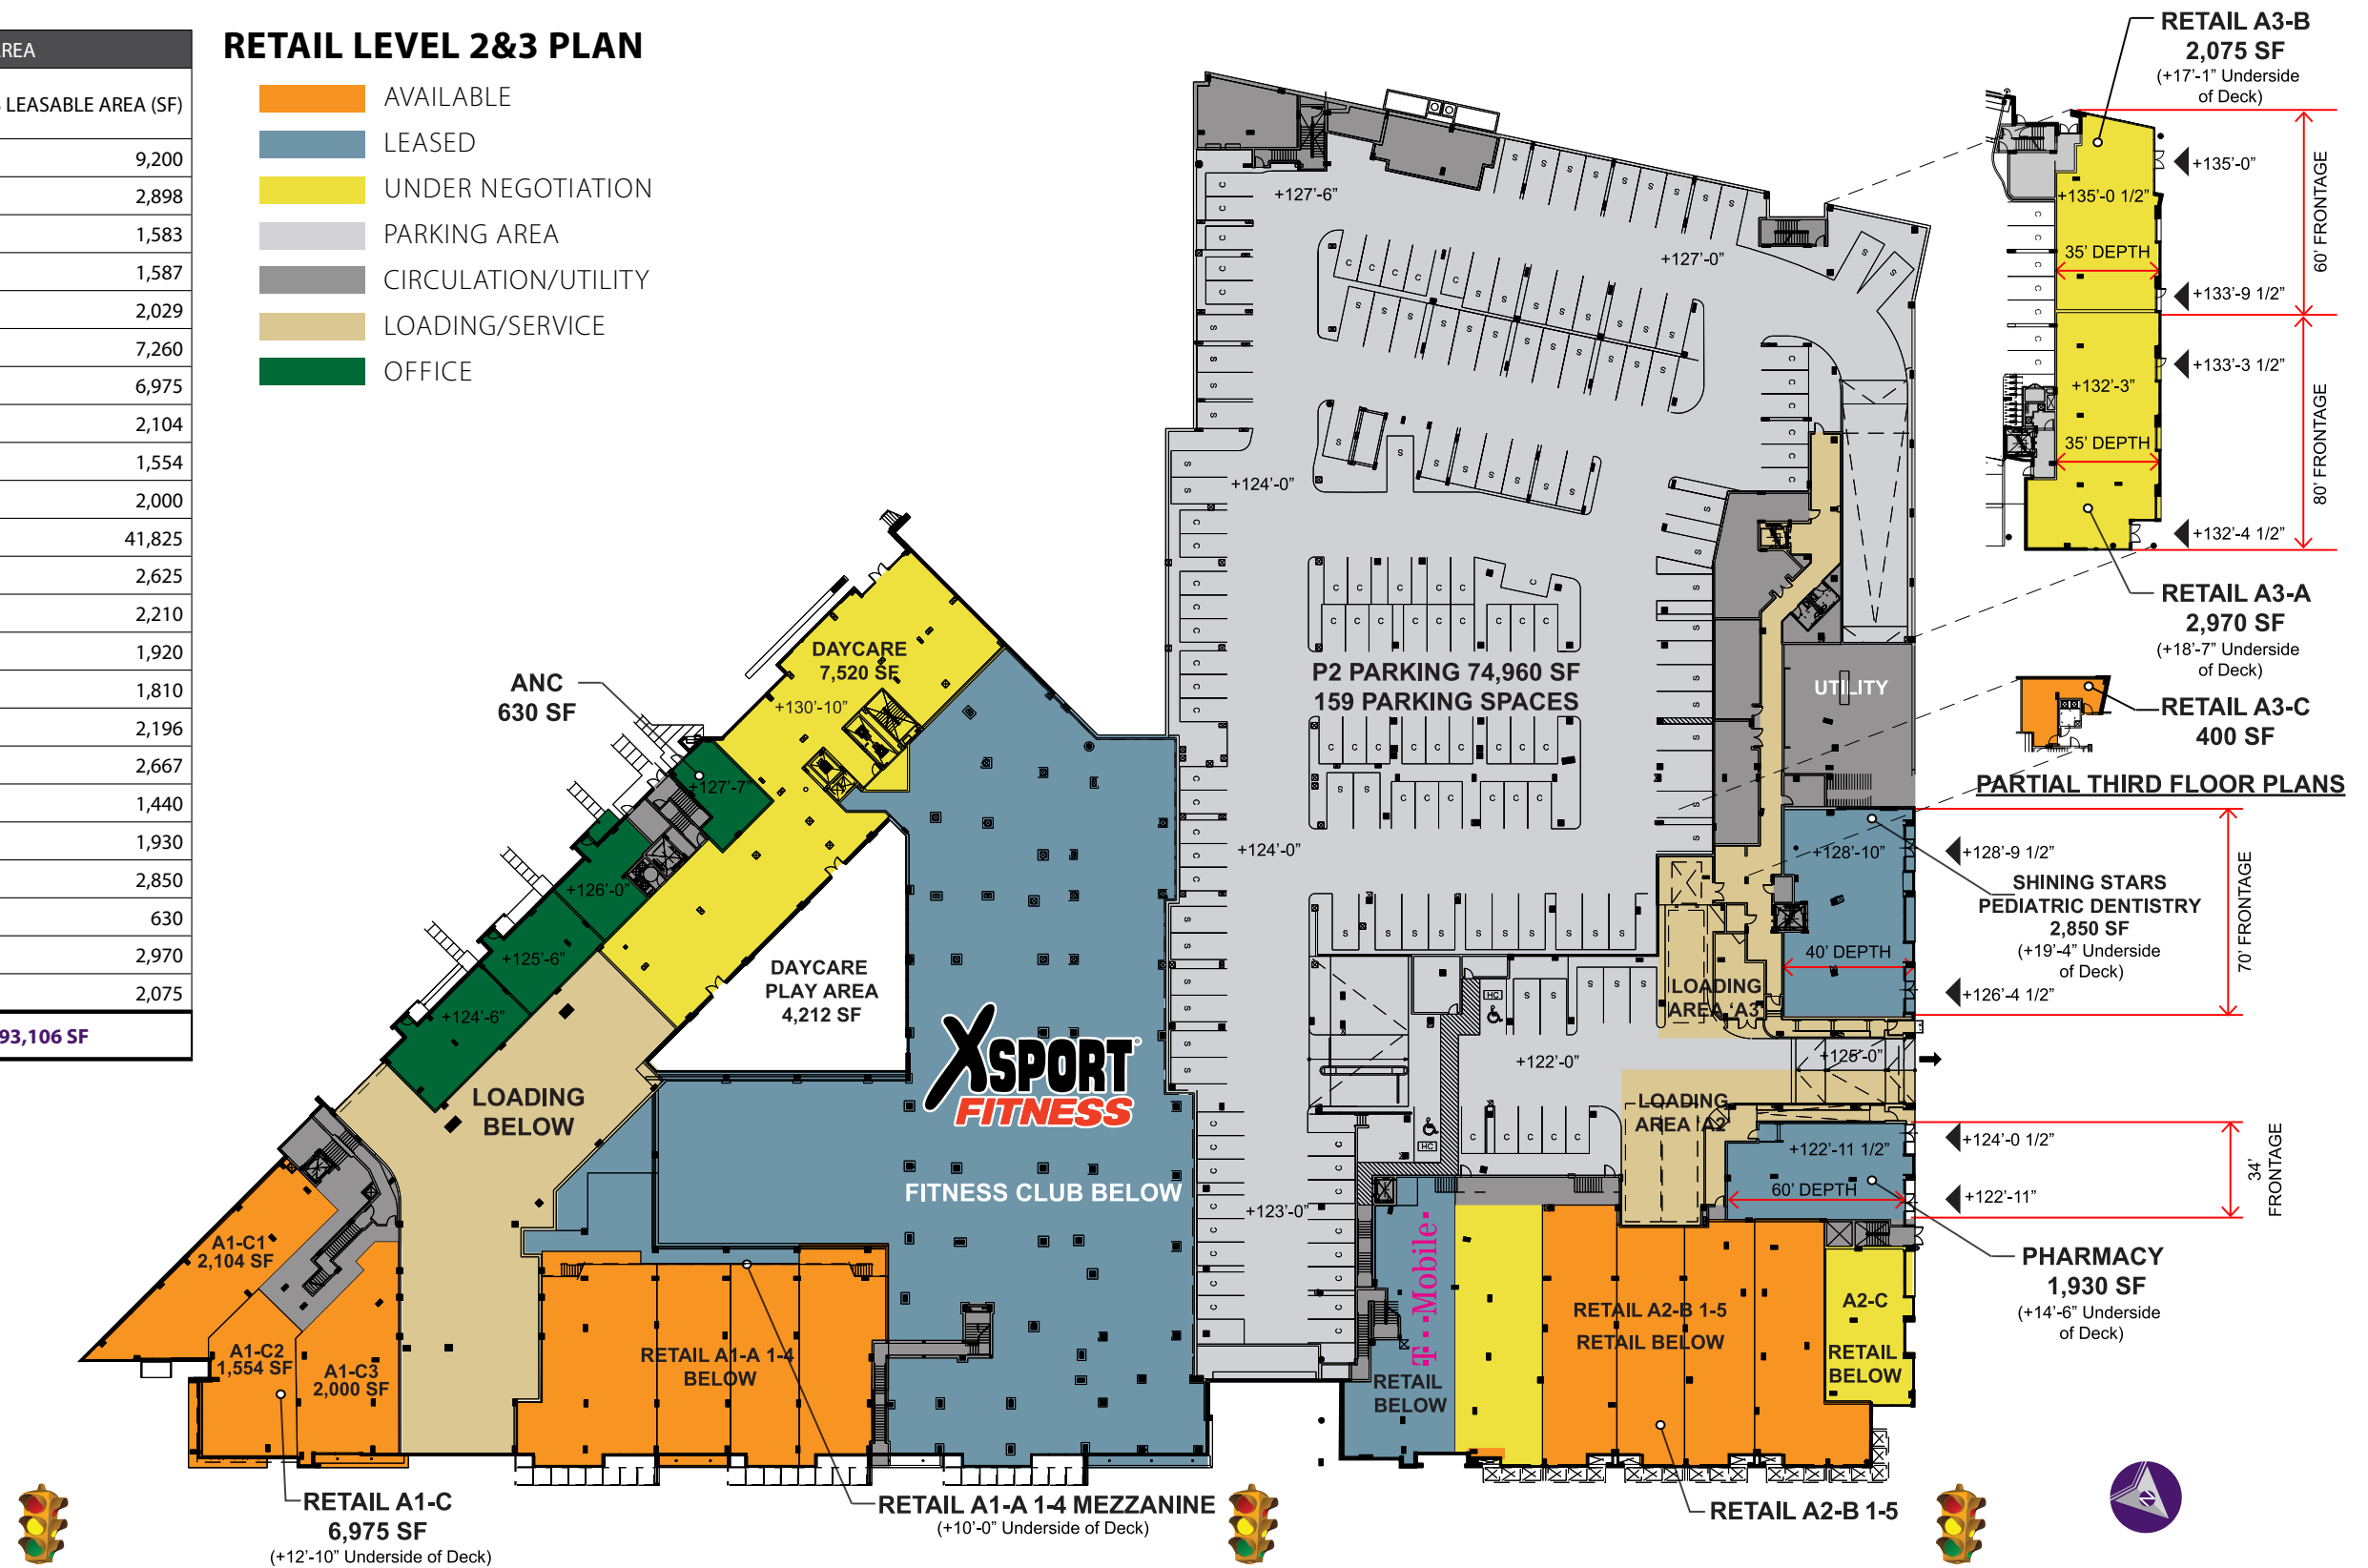 REA
LEASABLE AREA (SF)
9,200
2,898
1,583
1,587
2,029
7,260
6,975
2,104
1,554
2,000
41,825
2,625
2,210
1,920
1,810
2,196
2,667
1,440
1,930
2,850
630
2,970
2,075
93,106 SF
RETAIL LEVEL 2&3 PLAN
AVAILABLE
LEASED
UNDER NEGOTIATION
PARKING AREA
CIRCULATION/UTILITY
LOADING/SERVICE
OFFICE
RETAIL A3-B
2,075 SF
(+17'-1" Underside
of Deck)
+135'-0"
+135'-0 1/2"
60' FRONTAGE
35' DEPTH
+133'-9 1/2"
+133'-3 1/2"
+132'-3"
80' FRONTAGE
35' DEPTH
+132'-4 1/2"
RETAIL A3-A
2,970 SF
(+18'-7" Underside
of Deck)
RETAIL A3-C
400 SF
PARTIAL THIRD FLOOR PLANS
+127'-6"
+127'-0"
+124'-0"
P2 PARKING 74,960 SF
159 PARKING SPACES
UTILITY
+124'-0"
DAYCARE
7,520 SF
+130'-10"
ANC
630 SF
+127'-7"
+126'-0"
+125'-6"
+124'-6"
DAYCARE
PLAY AREA
4,212 SF
LOADING
BELOW
XSPORT
FITNESS
FITNESS CLUB BELOW
+128'-10"
+128'-9 1/2"
SHINING STARS
PEDIATRIC DENTISTRY
2,850 SF
(+19'-4" Underside
of Deck)
70' FRONTAGE
40' DEPTH
+126'-4 1/2"
LOADING
AREA 'A3'
HC
+122'-0"
+125'-0"
LOADING
AREA 'A2'
HC
+122'-11 1/2"
+124'-0 1/2"
60' DEPTH
+122'-11"
34'
FRONTAGE
PHARMACY
1,930 SF
(+14'-6" Underside
of Deck)
+123'-0"
A1-C1
2,104 SF
A1-C2
1,554 SF
A1-C3
2,000 SF
RETAIL A1-A 1-4
BELOW
T··Mobile·
RETAIL
BELOW
RETAIL A2-B 1-5
RETAIL BELOW
A2-C
RETAIL
BELOW
RETAIL A1-C
6,975 SF
(+12'-10" Underside of Deck)
RETAIL A1-A 1-4 MEZZANINE
(+10'-0" Underside of Deck)
RETAIL A2-B 1-5